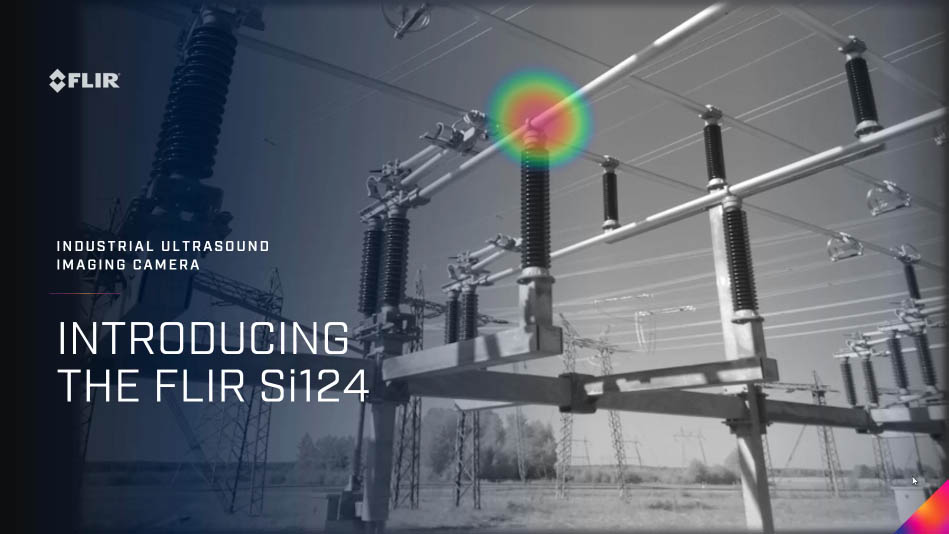 FLIR
INDUSTRIAL ULTRASOUND
IMAGING CAMERA
INTRODUCING
THE FLIR Si124